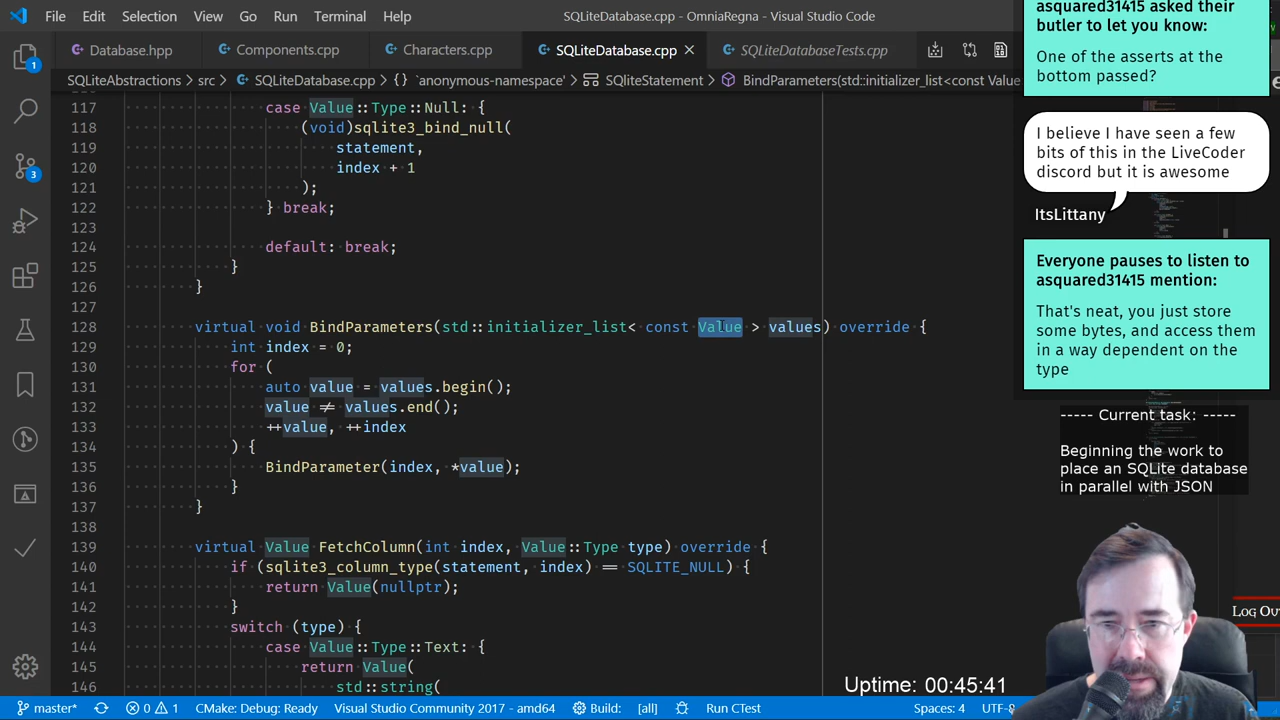 File Edit Selection View Go Run Terminal Help SQLiteDatabase.cpp - OmniaRegna - Visual Studio Code
Database.hpp Components.cpp Characters.cpp SQLiteDatabase.cpp SQLiteDatabaseTests.cpp
SQLiteAbstractions > src > SQLiteDatabase.cpp > {} `anonymous-namespace' > SQliteStatement > BindParameters(std::initializer_list<const Value
117 case Value::Type::Null: {
118 (void)sqlite3_bind_null(
119 statement,
120 index + 1
121 );
122 } break;
123
124 default: break;
125 }
126 }
127
128 virtual void BindParameters(std::initializer_list< const Value > values) override {
129 int index = 0;
130 for (
131 auto value = values.begin();
132 value ≠ values.end();
133 ++value, ++index
134 ) {
135 BindParameter(index, *value);
136 }
137 }
138
139 virtual Value FetchColumn(int index, Value::Type type) override {
140 if (sqlite3_column_type(statement, index) == SQLITE_NULL) {
141 return Value(nullptr);
142 }
143 switch (type) {
144 case Value::Type::Text: {
145 return Value(
146 std::string(
asquared31415 asked their
butler to let you know:
One of the asserts at the
bottom passed?
I believe I have seen a few
bits of this in the LiveCoder
discord but it is awesome
ItsLittany
Everyone pauses to listen to
asquared31415 mention:
That's neat, you just store
some bytes, and access them
in a way dependent on the
type
----- Current task: -----
Beginning the work to
place an SQLite database
in parallel with JSON
Log Ou
Uptime: 00:45:41
1
3
master* 0 1 CMake: Debug: Ready Visual Studio Community 2017 - amd64 Build: [all] Run CTest Spaces: 4 UTF-8